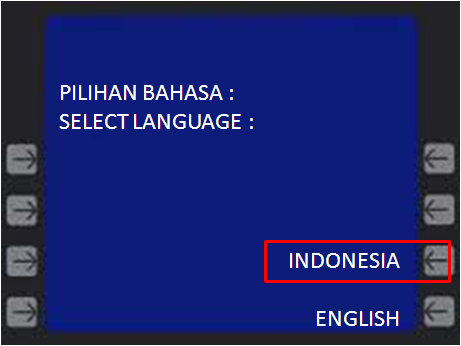 PILIHAN BAHASA :
SELECT LANGUAGE :
INDONESIA
ENGLISH